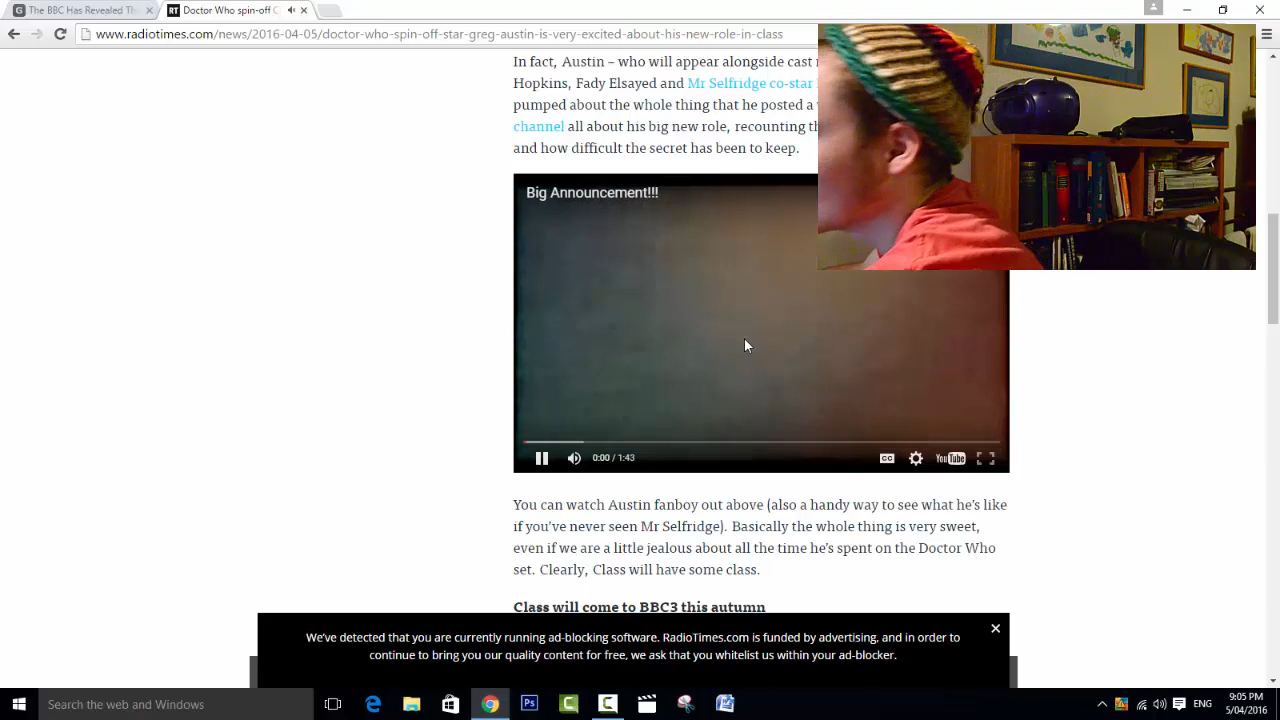 The BBC Has Revealed Th
Doctor Who spin-off
www.radiotimes.com/news/2016-04-05/doctor-who-spin-off-star-greg-austin-is-very-excited-about-his-new-role-in-class
In fact, Austin – who will appear alongside cast
Hopkins, Fady Elsayed and Mr Selfridge co-star
pumped about the whole thing that he posted a
channel all about his big new role, recounting
and how difficult the secret has been to keep.
Big Announcement!!!
0:00 / 1:43
CC
YouTube
You can watch Austin fanboy out above (also a handy way to see what he's like
if you've never seen Mr Selfridge). Basically the whole thing is very sweet,
even if we are a little jealous about all the time he's spent on the Doctor Who
set. Clearly, Class will have some class.
Class will come to BBC3 this autumn
We've detected that you are currently running ad-blocking software. RadioTimes.com is funded by advertising, and in order to
continue to bring you our quality content for free, we ask that you whitelist us within your ad-blocker.
Search the web and Windows
ENG
9:05 PM
5/04/2016